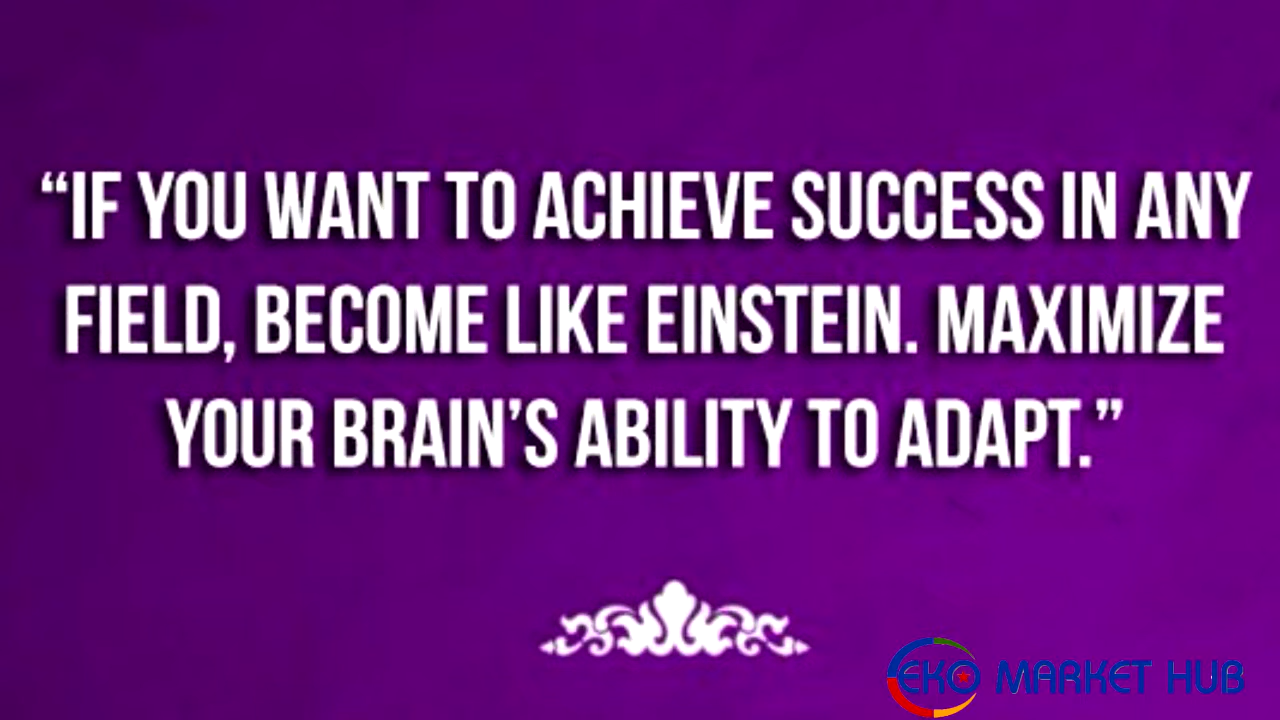 “IF YOU WANT TO ACHIEVE SUCCESS IN ANY
FIELD, BECOME LIKE EINSTEIN. MAXIMIZE
YOUR BRAIN’S ABILITY TO ADAPT.”
EKO MARKET HUB